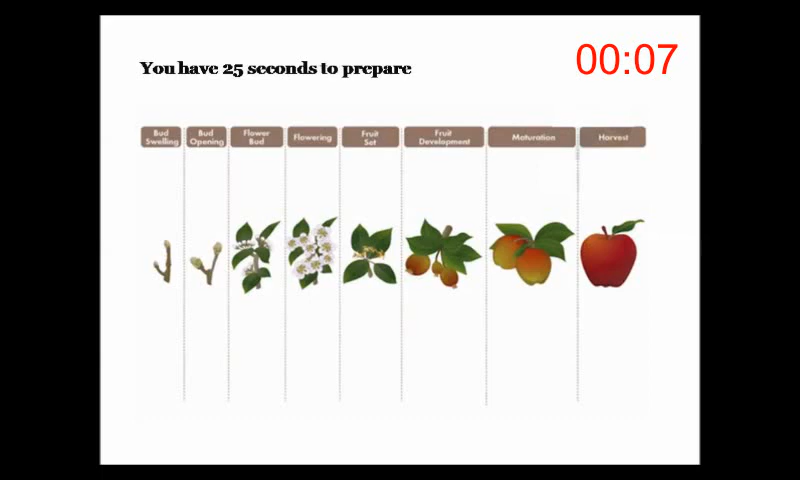 You have 25 seconds to prepare
00:07
Bud
Swelling
Bud
Opening
Flower
Bud
Flowering
Fruit
Set
Fruit
Development
Maturation
Harvest